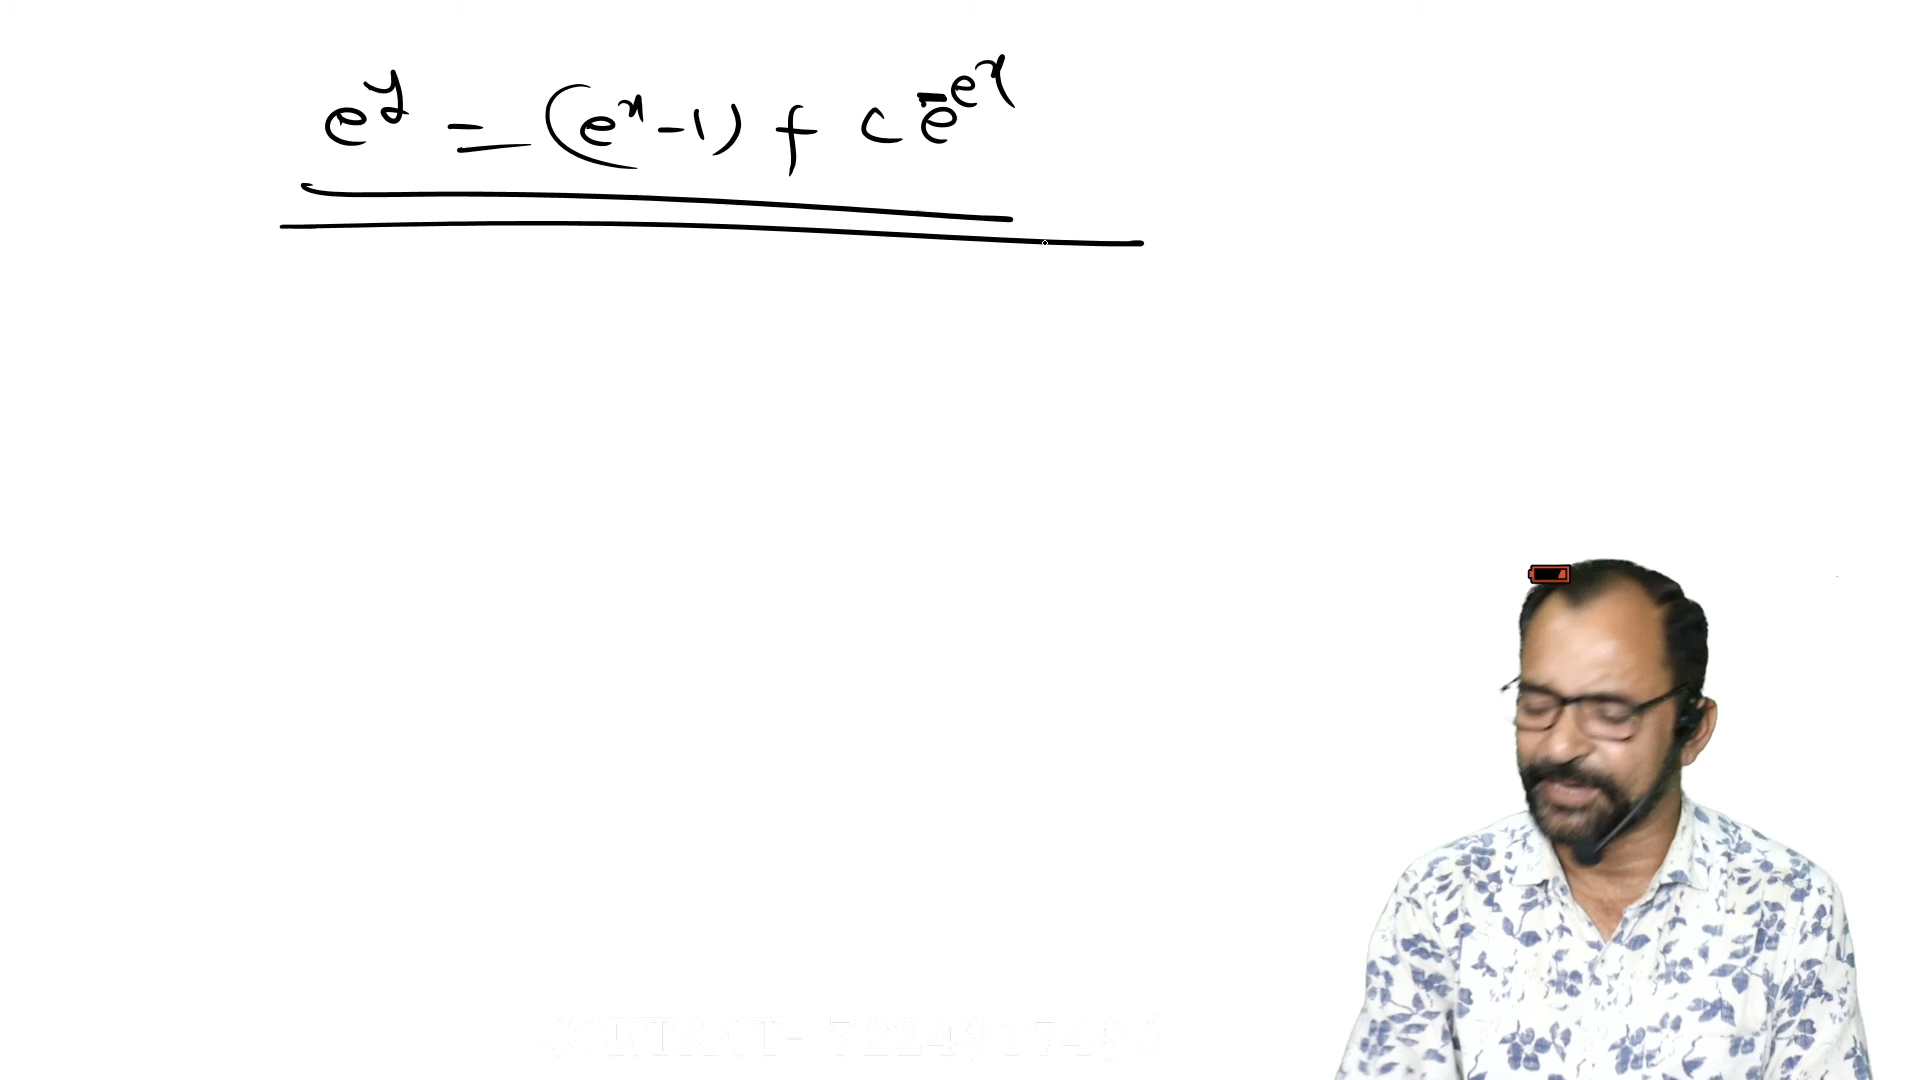 e^y = (e^x - 1) + c e^-e^x